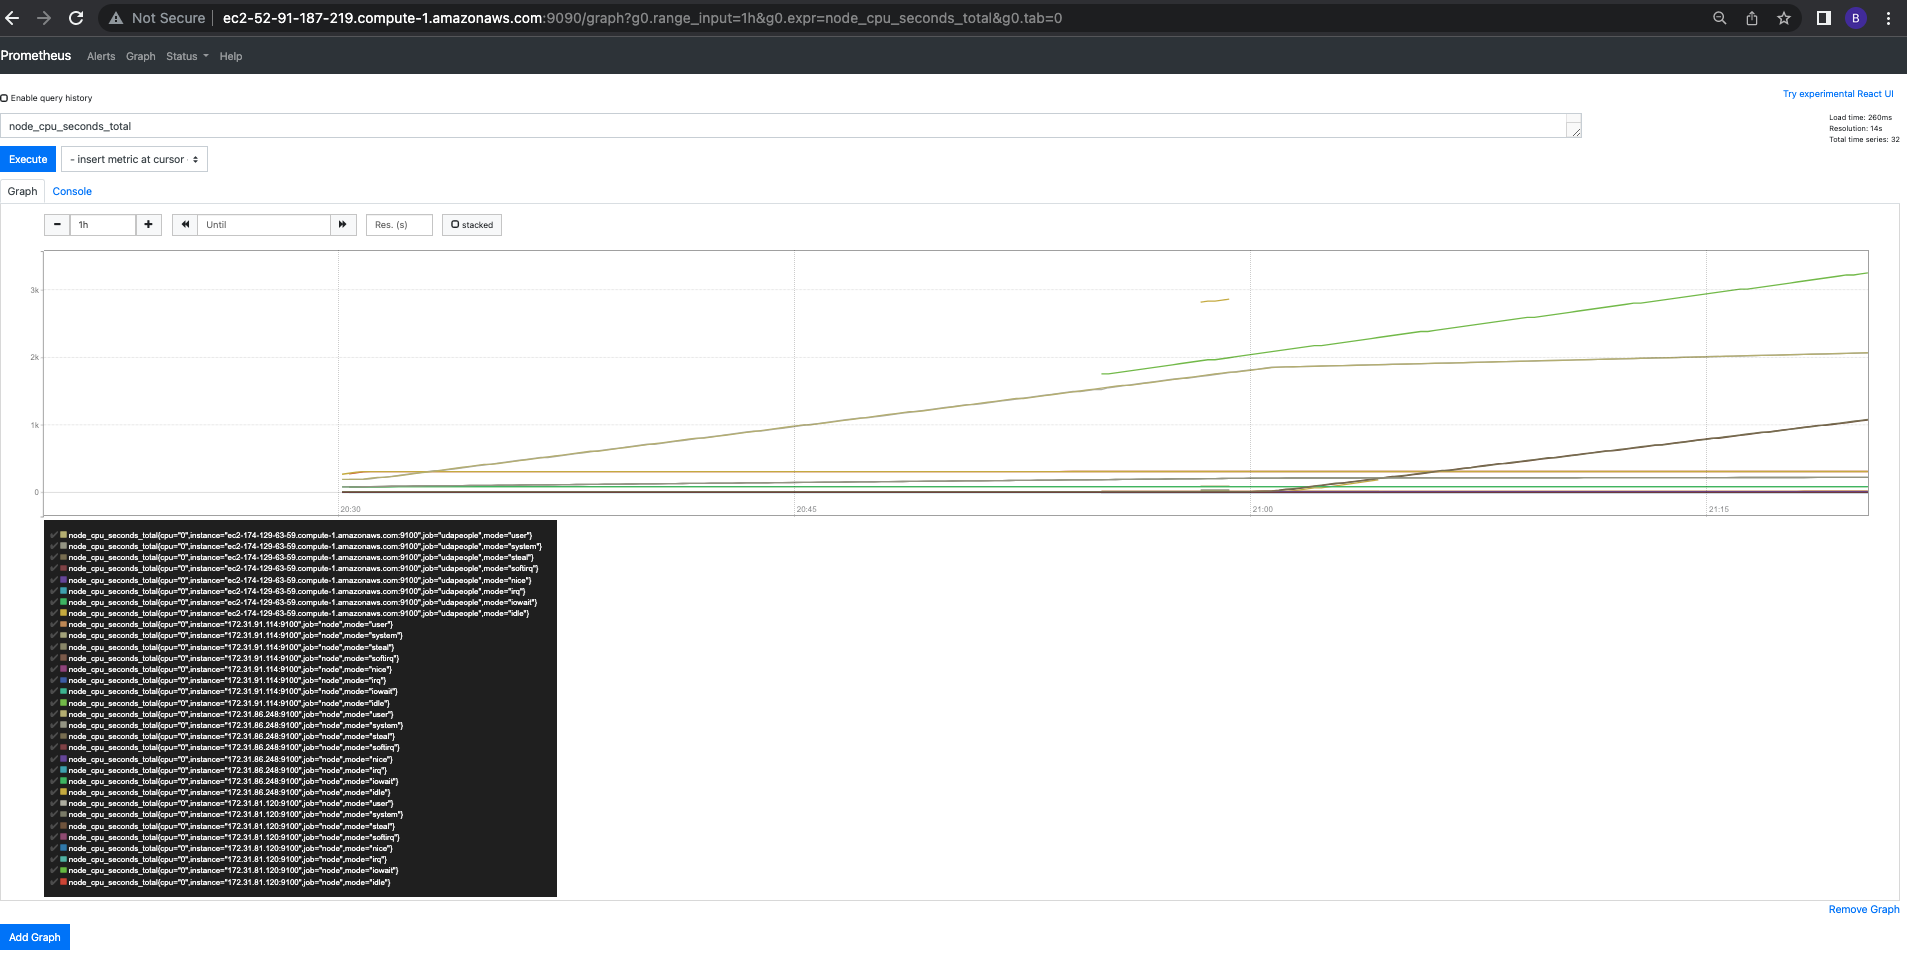 Not Secure | ec2-52-91-187-219.compute-1.amazonaws.com:9090/graph?g0.range_input=1h&g0.expr=node_cpu_seconds_total&g0.tab=0 B
Prometheus Alerts Graph Status Help
Enable query history
Try experimental React UI
node_cpu_seconds_total
Load time: 260ms
Resolution: 14s
Total time series: 32
Execute - insert metric at cursor
Graph Console
- 1h + Until Res. (s) stacked
3k
2k
1k
0
20:30 20:45 21:00 21:15
node_cpu_seconds_total{cpu="0",instance="ec2-174-129-63-59.compute-1.amazonaws.com:9100",job="udapeople",mode="user"}
node_cpu_seconds_total{cpu="0",instance="ec2-174-129-63-59.compute-1.amazonaws.com:9100",job="udapeople",mode="system"}
node_cpu_seconds_total{cpu="0",instance="ec2-174-129-63-59.compute-1.amazonaws.com:9100",job="udapeople",mode="steal"}
node_cpu_seconds_total{cpu="0",instance="ec2-174-129-63-59.compute-1.amazonaws.com:9100",job="udapeople",mode="softirq"}
node_cpu_seconds_total{cpu="0",instance="ec2-174-129-63-59.compute-1.amazonaws.com:9100",job="udapeople",mode="nice"}
node_cpu_seconds_total{cpu="0",instance="ec2-174-129-63-59.compute-1.amazonaws.com:9100",job="udapeople",mode="irq"}
node_cpu_seconds_total{cpu="0",instance="ec2-174-129-63-59.compute-1.amazonaws.com:9100",job="udapeople",mode="iowait"}
node_cpu_seconds_total{cpu="0",instance="ec2-174-129-63-59.compute-1.amazonaws.com:9100",job="udapeople",mode="idle"}
node_cpu_seconds_total{cpu="0",instance="172.31.91.114:9100",job="node",mode="user"}
node_cpu_seconds_total{cpu="0",instance="172.31.91.114:9100",job="node",mode="system"}
node_cpu_seconds_total{cpu="0",instance="172.31.91.114:9100",job="node",mode="steal"}
node_cpu_seconds_total{cpu="0",instance="172.31.91.114:9100",job="node",mode="softirq"}
node_cpu_seconds_total{cpu="0",instance="172.31.91.114:9100",job="node",mode="nice"}
node_cpu_seconds_total{cpu="0",instance="172.31.91.114:9100",job="node",mode="irq"}
node_cpu_seconds_total{cpu="0",instance="172.31.91.114:9100",job="node",mode="iowait"}
node_cpu_seconds_total{cpu="0",instance="172.31.91.114:9100",job="node",mode="idle"}
node_cpu_seconds_total{cpu="0",instance="172.31.86.248:9100",job="node",mode="user"}
node_cpu_seconds_total{cpu="0",instance="172.31.86.248:9100",job="node",mode="system"}
node_cpu_seconds_total{cpu="0",instance="172.31.86.248:9100",job="node",mode="steal"}
node_cpu_seconds_total{cpu="0",instance="172.31.86.248:9100",job="node",mode="softirq"}
node_cpu_seconds_total{cpu="0",instance="172.31.86.248:9100",job="node",mode="nice"}
node_cpu_seconds_total{cpu="0",instance="172.31.86.248:9100",job="node",mode="irq"}
node_cpu_seconds_total{cpu="0",instance="172.31.86.248:9100",job="node",mode="iowait"}
node_cpu_seconds_total{cpu="0",instance="172.31.86.248:9100",job="node",mode="idle"}
node_cpu_seconds_total{cpu="0",instance="172.31.81.120:9100",job="node",mode="user"}
node_cpu_seconds_total{cpu="0",instance="172.31.81.120:9100",job="node",mode="system"}
node_cpu_seconds_total{cpu="0",instance="172.31.81.120:9100",job="node",mode="steal"}
node_cpu_seconds_total{cpu="0",instance="172.31.81.120:9100",job="node",mode="softirq"}
node_cpu_seconds_total{cpu="0",instance="172.31.81.120:9100",job="node",mode="nice"}
node_cpu_seconds_total{cpu="0",instance="172.31.81.120:9100",job="node",mode="irq"}
node_cpu_seconds_total{cpu="0",instance="172.31.81.120:9100",job="node",mode="iowait"}
node_cpu_seconds_total{cpu="0",instance="172.31.81.120:9100",job="node",mode="idle"}
Remove Graph
Add Graph